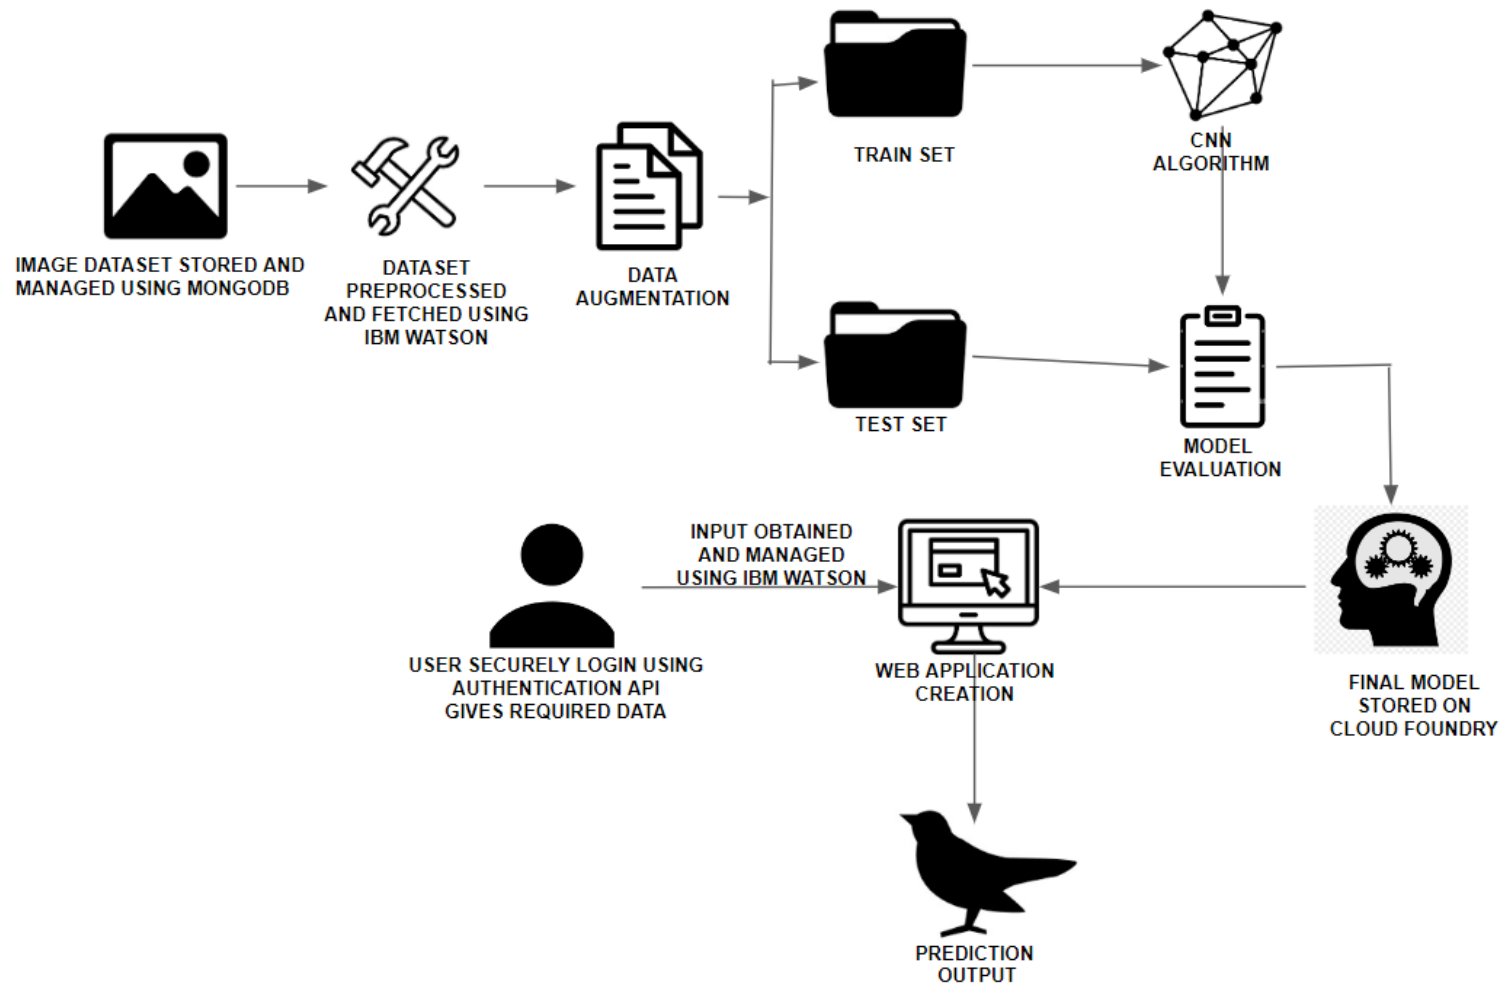 IMAGE DATASET STORED AND
MANAGED USING MONGODB
DATASET
PREPROCESSED
AND FETCHED USING
IBM WATSON
DATA
AUGMENTATION
TRAIN SET
CNN
ALGORITHM
TEST SET
MODEL
EVALUATION
USER SECURELY LOGIN USING
AUTHENTICATION API
GIVES REQUIRED DATA
INPUT OBTAINED
AND MANAGED
USING IBM WATSON
WEB APPLICATION
CREATION
FINAL MODEL
STORED ON
CLOUD FOUNDRY
PREDICTION
OUTPUT